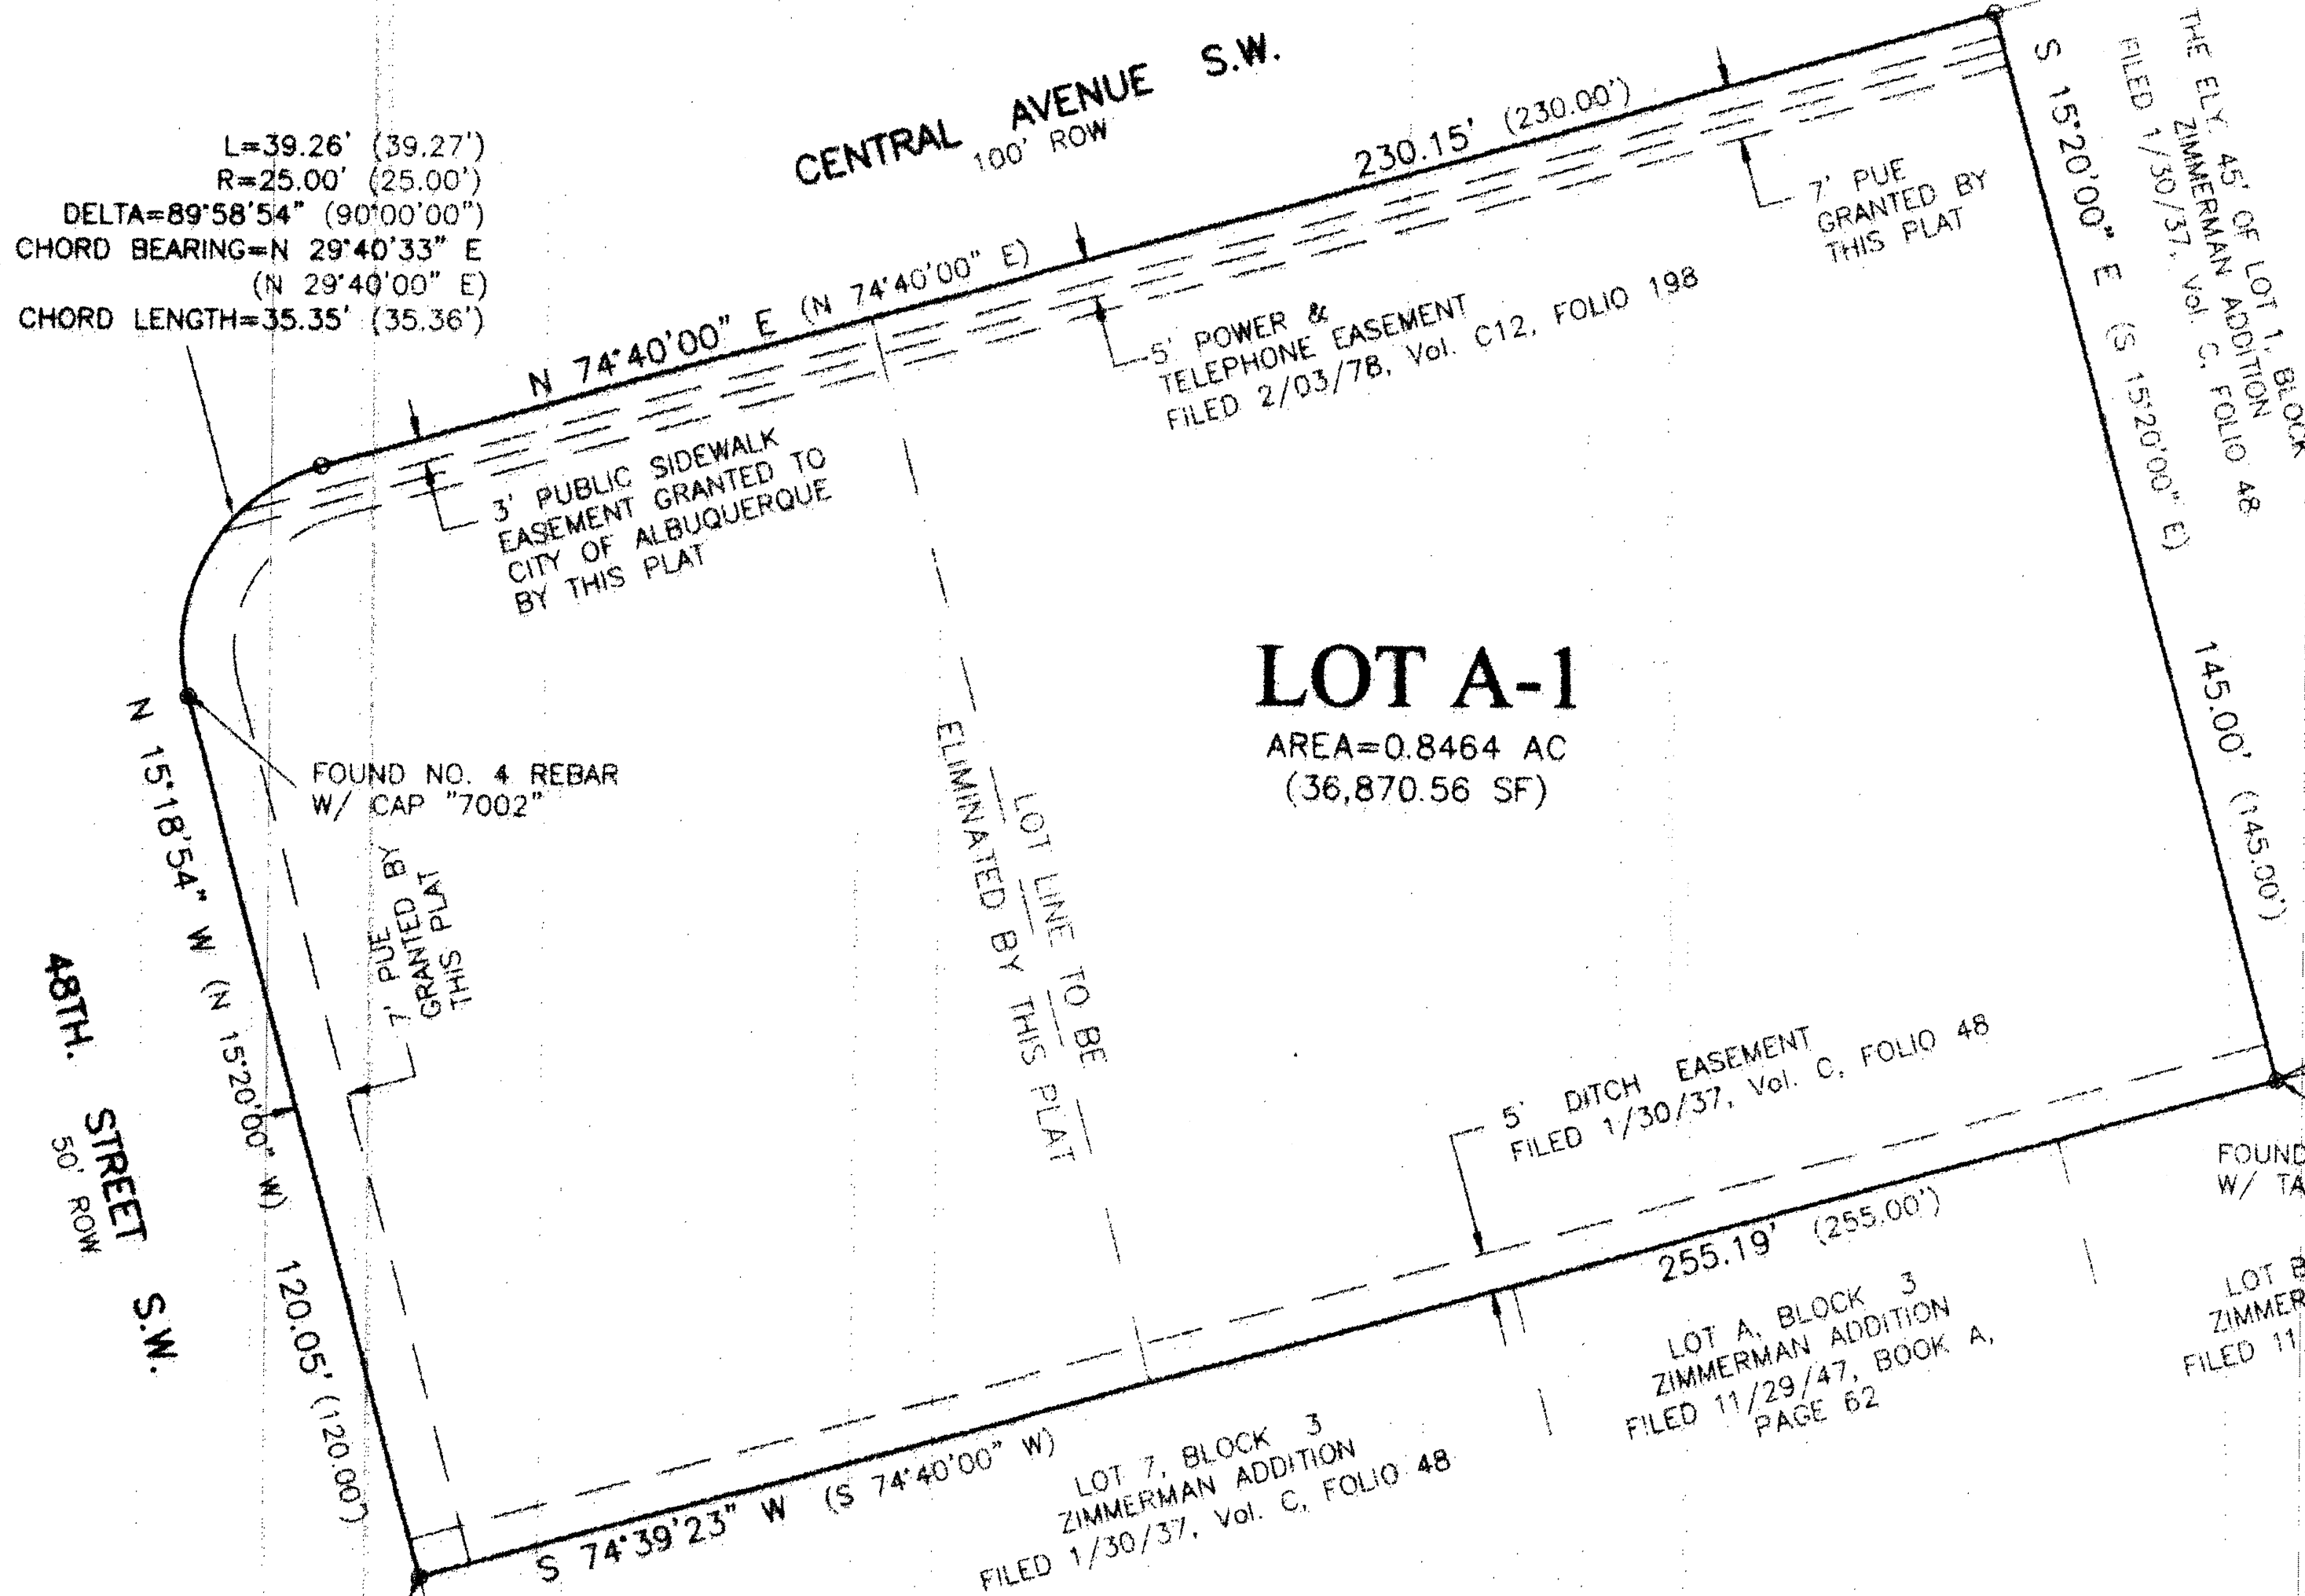 CENTRAL AVENUE S.W.
100' ROW
L=39.26' (39.27')
R=25.00' (25.00')
DELTA=89°58'54" (90°00'00")
CHORD BEARING=N 29°40'33" E
(N 29°40'00" E)
CHORD LENGTH=35.35' (35.36')
N 74°40'00" E (N 74°40'00" E)
230.15' (230.00')
7' PUE
GRANTED BY
THIS PLAT
5' POWER &
TELEPHONE EASEMENT
FILED 2/03/78, Vol. C12, FOLIO 198
3' PUBLIC SIDEWALK
EASEMENT GRANTED TO
CITY OF ALBUQUERQUE
BY THIS PLAT
S 15°20'00" E (S 15°20'00" E)
145.00' (145.00')
THE ELY. 45' OF LOT 1, BLOCK
ZIMMERMAN ADDITION
FILED 1/30/37, Vol. C, FOLIO 48
LOT A-1
AREA=0.8464 AC
(36,870.56 SF)
LOT LINE TO BE
ELIMINATED BY THIS PLAT
FOUND NO. 4 REBAR
W/ CAP "7002"
N 15°18'54" W (N 15°20'00" W)
120.05' (120.00')
7' PUE
GRANTED BY
THIS PLAT
48TH. STREET S.W.
50' ROW
5' DITCH EASEMENT
FILED 1/30/37, Vol. C, FOLIO 48
S 74°39'23" W (S 74°40'00" W)
255.19' (255.00')
LOT 7, BLOCK 3
ZIMMERMAN ADDITION
FILED 1/30/37, Vol. C, FOLIO 48
LOT A, BLOCK 3
ZIMMERMAN ADDITION
FILED 11/29/47, BOOK A,
PAGE 62
FOUND
W/ TA
LOT B
ZIMMER
FILED 11